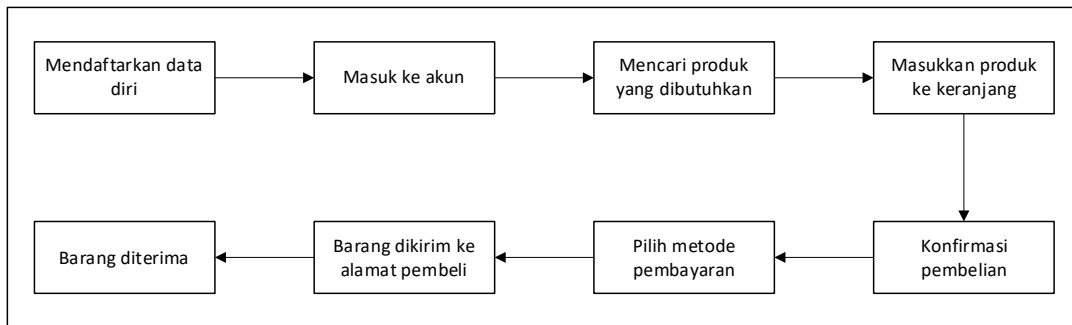 Mendaftarkan data
diri
Masuk ke akun
Mencari produk
yang dibutuhkan
Masukkan produk
ke keranjang
Konfirmasi
pembelian
Pilih metode
pembayaran
Barang dikirim ke
alamat pembeli
Barang diterima